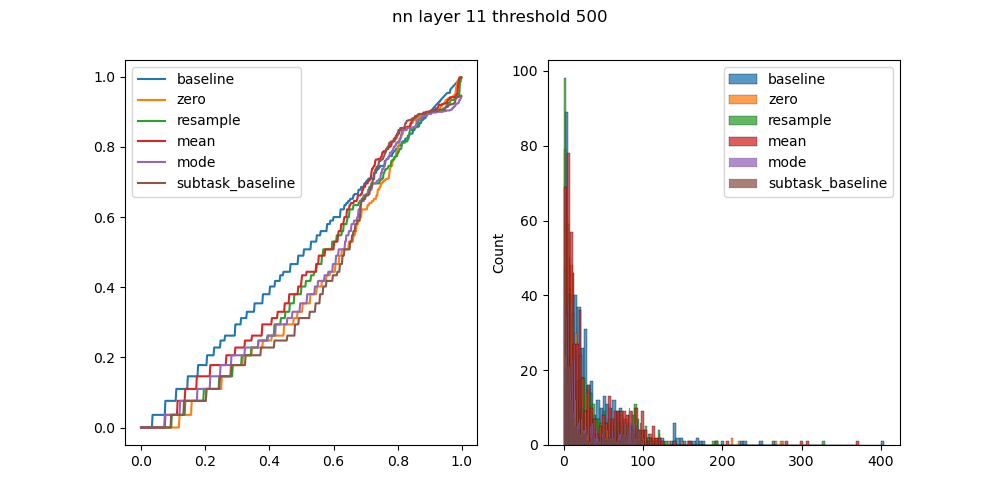 nn layer 11 threshold 500
baseline
zero
resample
mean
mode
subtask_baseline
1.0
0.8
0.6
0.4
0.2
0.0
0.0 0.2 0.4 0.6 0.8 1.0
baseline
zero
resample
mean
mode
subtask_baseline
Count
100
80
60
40
20
0
0 100 200 300 400